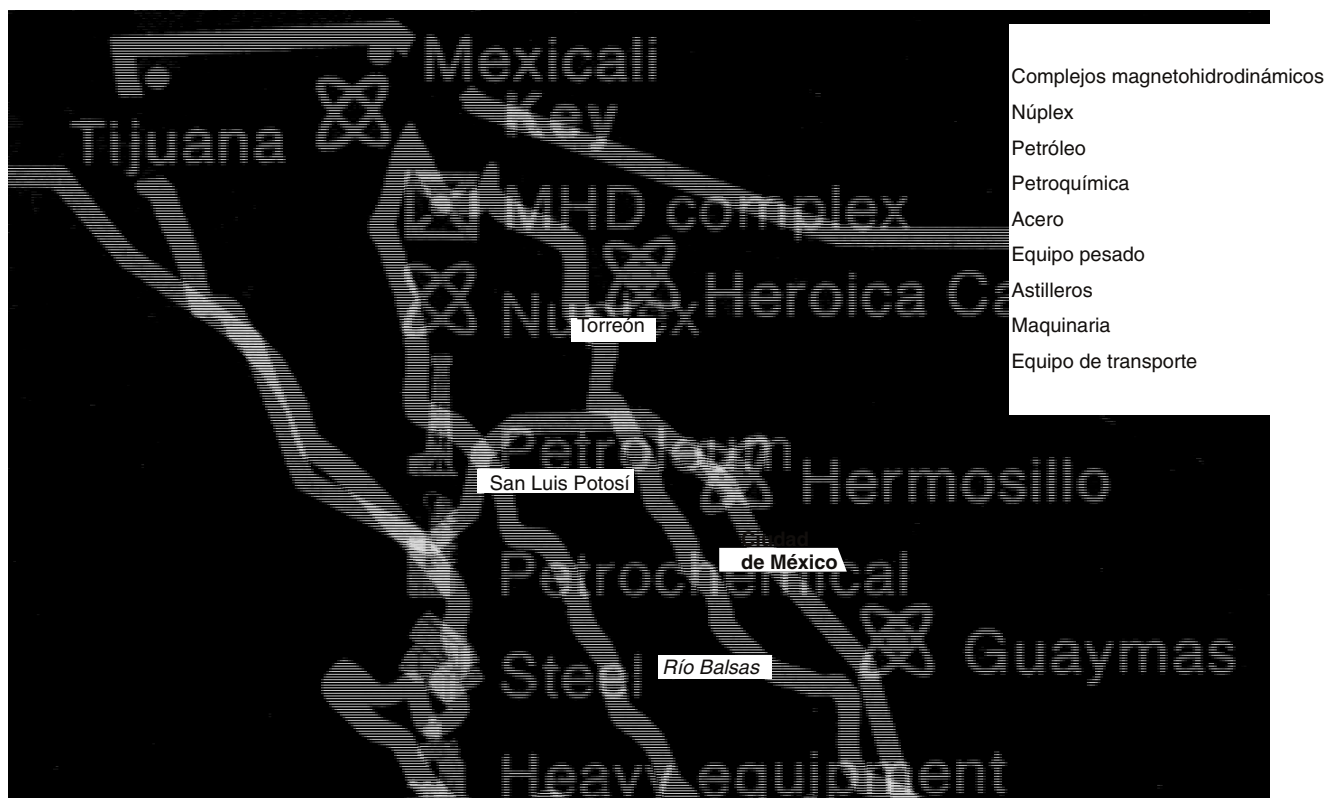 Mexicali
Key
Tijuana
MHD complex
Heroica Ca
Nuplex
Torreón
Petroleum
San Luis Potosí
Hermosillo
Ciudad
de México
Petrochemical
Guaymas
Steel
Río Balsas
Heavy equipment
Complejos magnetohidrodinámicos
Núplex
Petróleo
Petroquímica
Acero
Equipo pesado
Astilleros
Maquinaria
Equipo de transporte